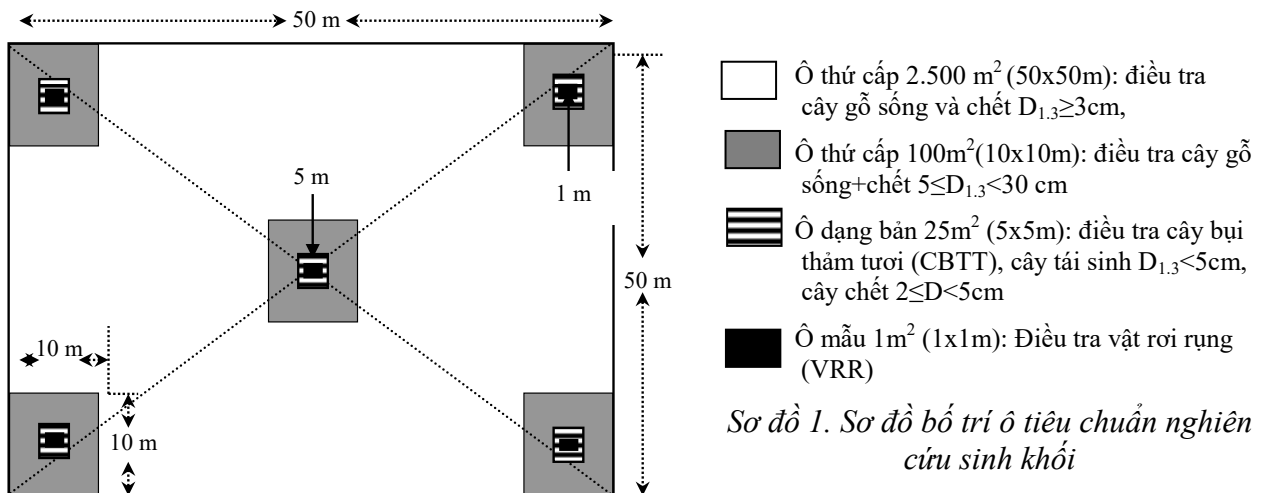 50 m
5 m
1 m
50 m
10 m
10 m
Ô thứ cấp 2.500 m² (50x50m): điều tra
cây gỗ sống và chết D₁.₃≥3cm,
Ô thứ cấp 100m²(10x10m): điều tra cây gỗ
sống+chết 5≤D₁.₃<30 cm
Ô dạng bản 25m² (5x5m): điều tra cây bụi
thảm tươi (CBTT), cây tái sinh D₁.₃<5cm,
cây chết 2≤D<5cm
Ô mẫu 1m² (1x1m): Điều tra vật rơi rụng
(VRR)
Sơ đồ 1. Sơ đồ bố trí ô tiêu chuẩn nghiên
cứu sinh khối